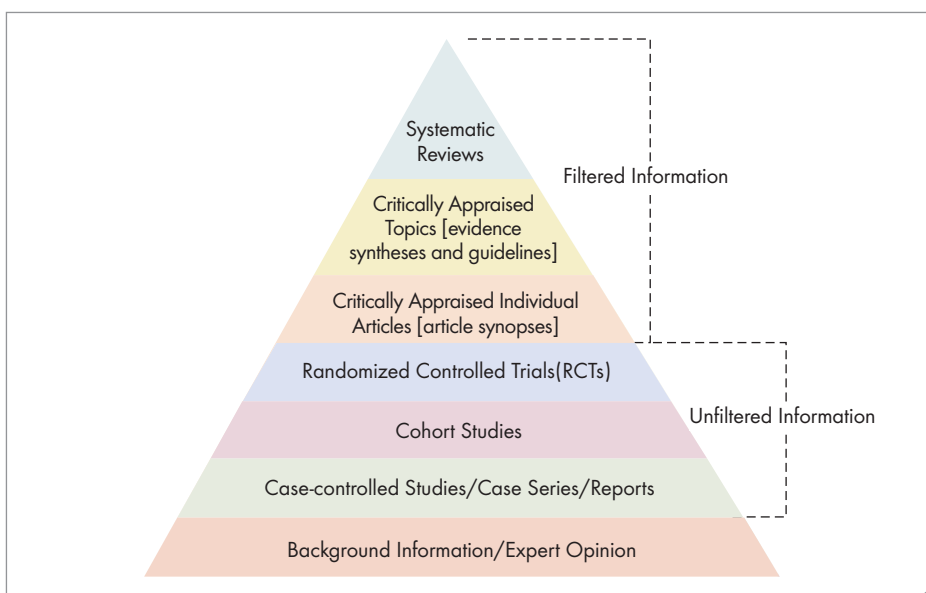 Systematic
Reviews
Filtered Information
Critically Appraised
Topics [evidence
syntheses and guidelines]
Critically Appraised Individual
Articles [article synopses]
Randomized Controlled Trials(RCTs)
Unfiltered Information
Cohort Studies
Case-controlled Studies/Case Series/Reports
Background Information/Expert Opinion